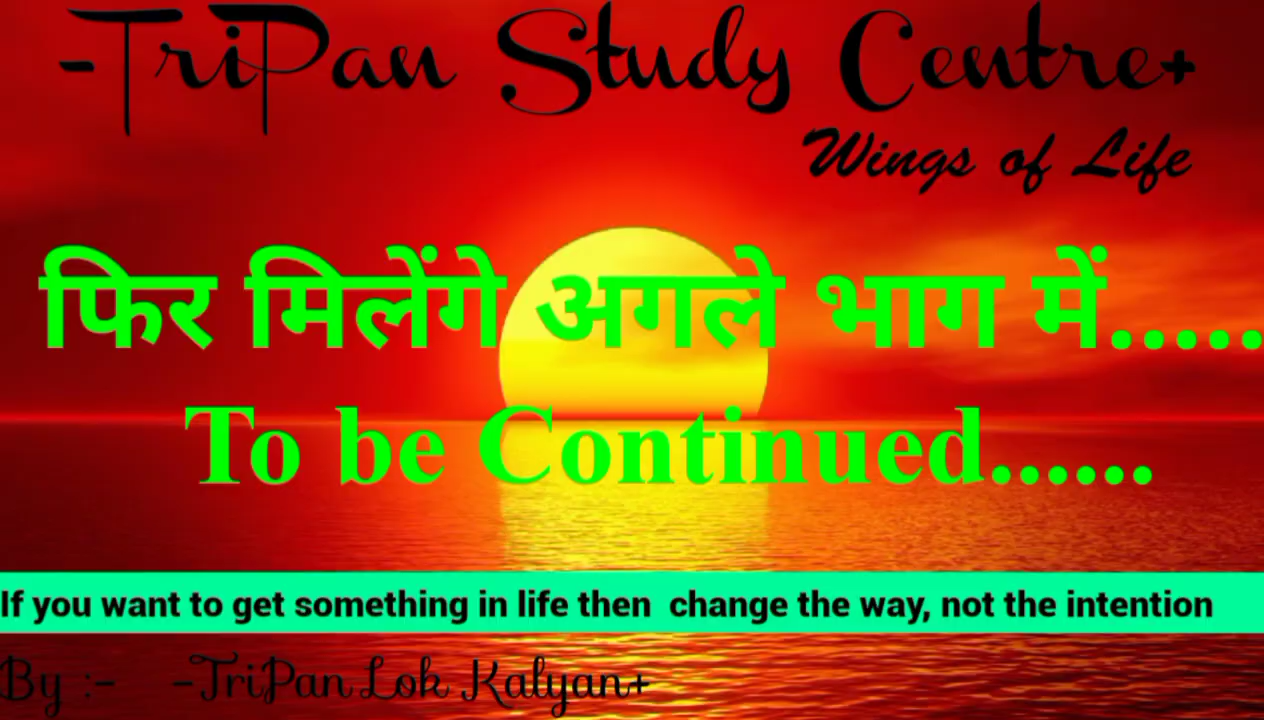 -TriPan Study Centre+
Wings of Life
फिर मिलेंगे अगले भाग में.....
To be Continued......
If you want to get something in life then change the way, not the intention
By :- -TriPan Lok Kalyan+